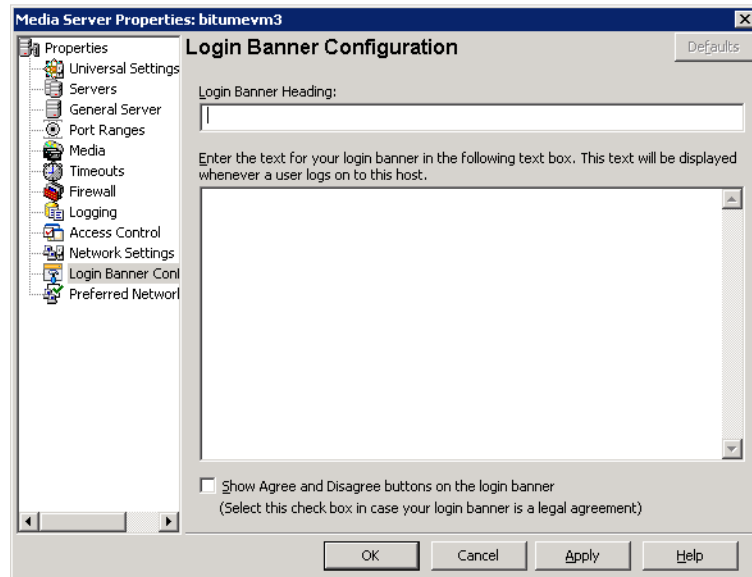 Media Server Properties: bitumevm3
Properties
Universal Settings
Servers
General Server
Port Ranges
Media
Timeouts
Firewall
Logging
Access Control
Network Settings
Login Banner Conf
Preferred Networl
Login Banner Configuration
Defaults
Login Banner Heading:
Enter the text for your login banner in the following text box. This text will be displayed
whenever a user logs on to this host.
Show Agree and Disagree buttons on the login banner
(Select this check box in case your login banner is a legal agreement)
OK
Cancel
Apply
Help